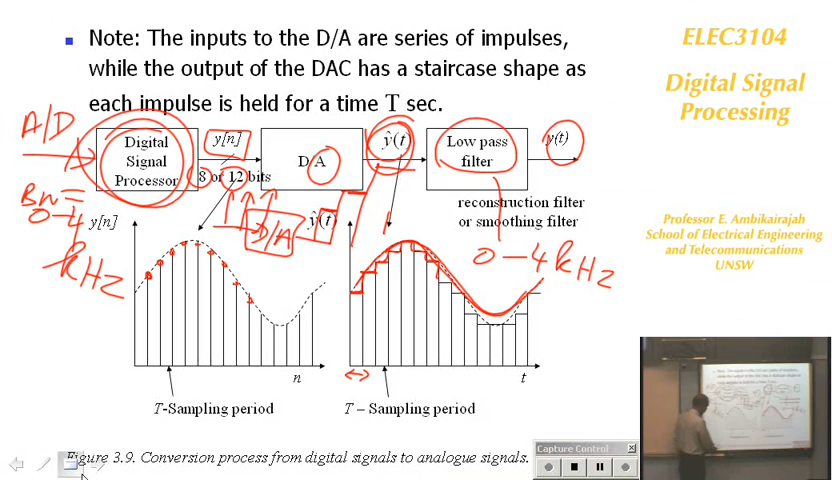 Note: The inputs to the D/A are series of impulses,
while the output of the DAC has a staircase shape as
each impulse is held for a time T sec.
ELEC3104
Digital Signal
Processing
Professor E. Ambikairajah
School of Electrical Engineering
and Telecommunications
UNSW
A/D
BW =
0-4
kHz
Digital
Signal
Processor
y[n]
8 or 12 bits
D/A
ŷ(t)
Low pass
filter
y(t)
reconstruction filter
or smoothing filter
D/A
0-4kHz
y[n]
ŷ(t)
n
t
T-Sampling period
T – Sampling period
Figure 3.9. Conversion process from digital signals to analogue signals.
Capture Control